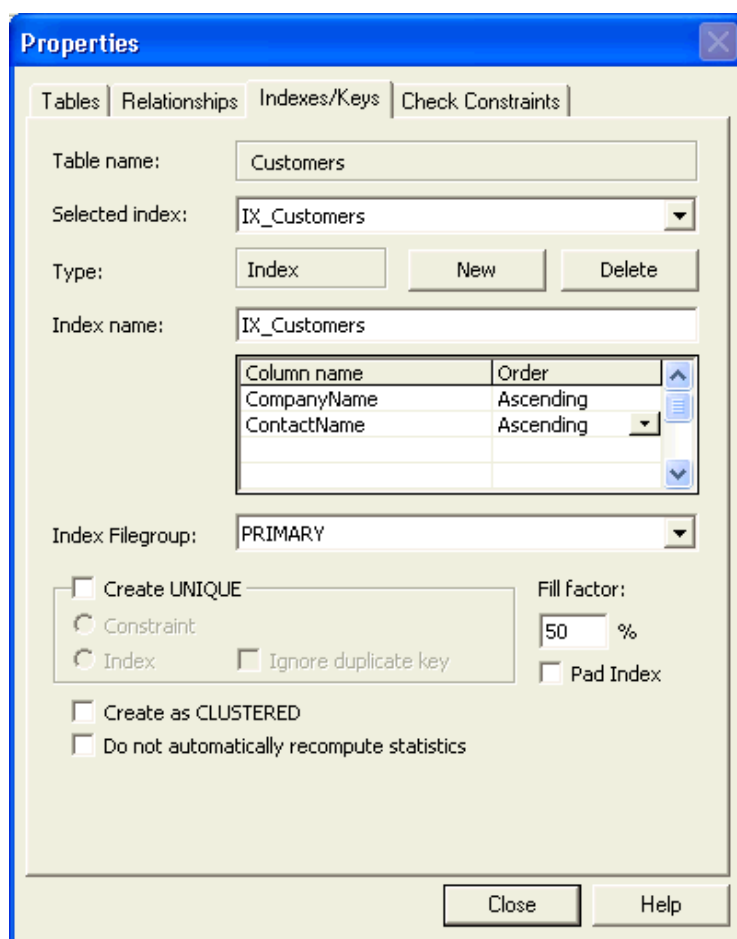 Properties
Tables Relationships Indexes/Keys Check Constraints
Table name: Customers
Selected index: IX_Customers
Type: Index New Delete
Index name: IX_Customers
Column name Order
CompanyName Ascending
ContactName Ascending
Index Filegroup: PRIMARY
Create UNIQUE Fill factor:
Constraint 50 %
Index Ignore duplicate key Pad Index
Create as CLUSTERED
Do not automatically recompute statistics
Close Help